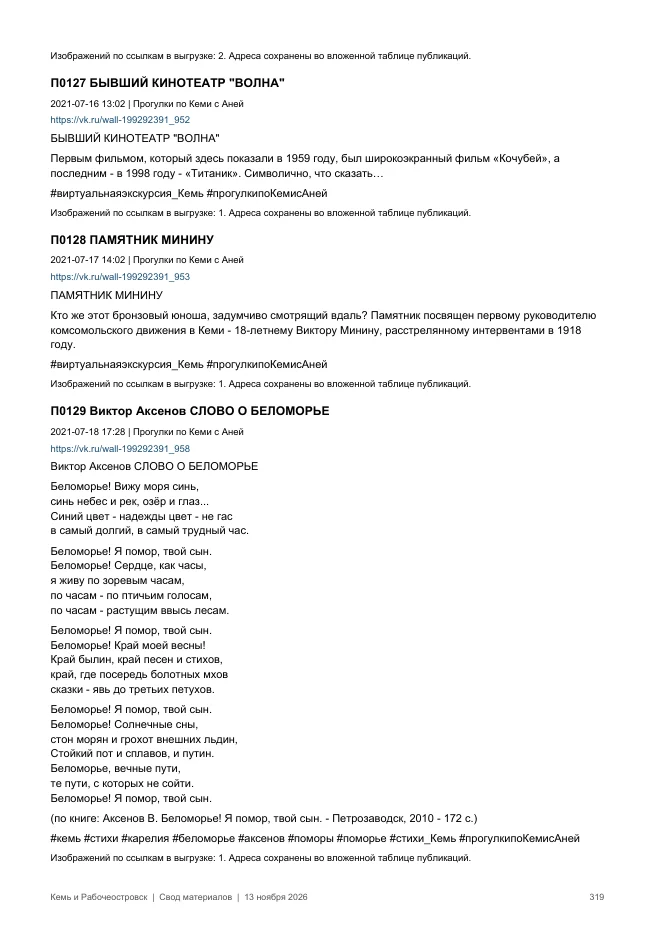 Изображений по ссылкам в выгрузке: 2. Адреса сохранены во вложенной таблице публикаций.
П0127 БЫВШИЙ КИНОТЕАТР "ВОЛНА"
2021-07-16 13:02 | Прогулки по Кеми с Аней
https://vk.ru/wall-199292391_952
БЫВШИЙ КИНОТЕАТР "ВОЛНА"
Первым фильмом, который здесь показали в 1959 году, был широкоэкранный фильм «Кочубей», а
последним - в 1998 году - «Титаник». Символично, что сказать…
#виртуальнаяэкскурсия_Кемь #прогулкипоКемисАней
Изображений по ссылкам в выгрузке: 1. Адреса сохранены во вложенной таблице публикаций.
П0128 ПАМЯТНИК МИНИНУ
2021-07-17 14:02 | Прогулки по Кеми с Аней
https://vk.ru/wall-199292391_953
ПАМЯТНИК МИНИНУ
Кто же этот бронзовый юноша, задумчиво смотрящий вдаль? Памятник посвящен первому руководителю
комсомольского движения в Кеми - 18-летнему Виктору Минину, расстрелянному интервентами в 1918
году.
#виртуальнаяэкскурсия_Кемь #прогулкипоКемисАней
Изображений по ссылкам в выгрузке: 1. Адреса сохранены во вложенной таблице публикаций.
П0129 Виктор Аксенов СЛОВО О БЕЛОМОРЬЕ
2021-07-18 17:28 | Прогулки по Кеми с Аней
https://vk.ru/wall-199292391_958
Виктор Аксенов СЛОВО О БЕЛОМОРЬЕ
Беломорье! Вижу моря синь,
синь небес и рек, озёр и глаз...
Синий цвет - надежды цвет - не гас
в самый долгий, в самый трудный час.
Беломорье! Я помор, твой сын.
Беломорье! Сердце, как часы,
я живу по зоревым часам,
по часам - по птичьим голосам,
по часам - растущим ввысь лесам.
Беломорье! Я помор, твой сын.
Беломорье! Край моей весны!
Край былин, край песен и стихов,
край, где посередь болотных мхов
сказки - явь до третьих петухов.
Беломорье! Я помор, твой сын.
Беломорье! Солнечные сны,
стон морян и грохот внешних льдин,
Стойкий пот и сплавов, и путин.
Беломорье, вечные пути,
те пути, с которых не сойти.
Беломорье! Я помор, твой сын.
(по книге: Аксенов В. Беломорье! Я помор, твой сын. - Петрозаводск, 2010 - 172 с.)
#кемь #стихи #карелия #беломорье #аксенов #поморы #поморье #стихи_Кемь #прогулкипоКемисАней
Изображений по ссылкам в выгрузке: 1. Адреса сохранены во вложенной таблице публикаций.
Кемь и Рабочеостровск | Свод материалов | 13 ноября 2026 319